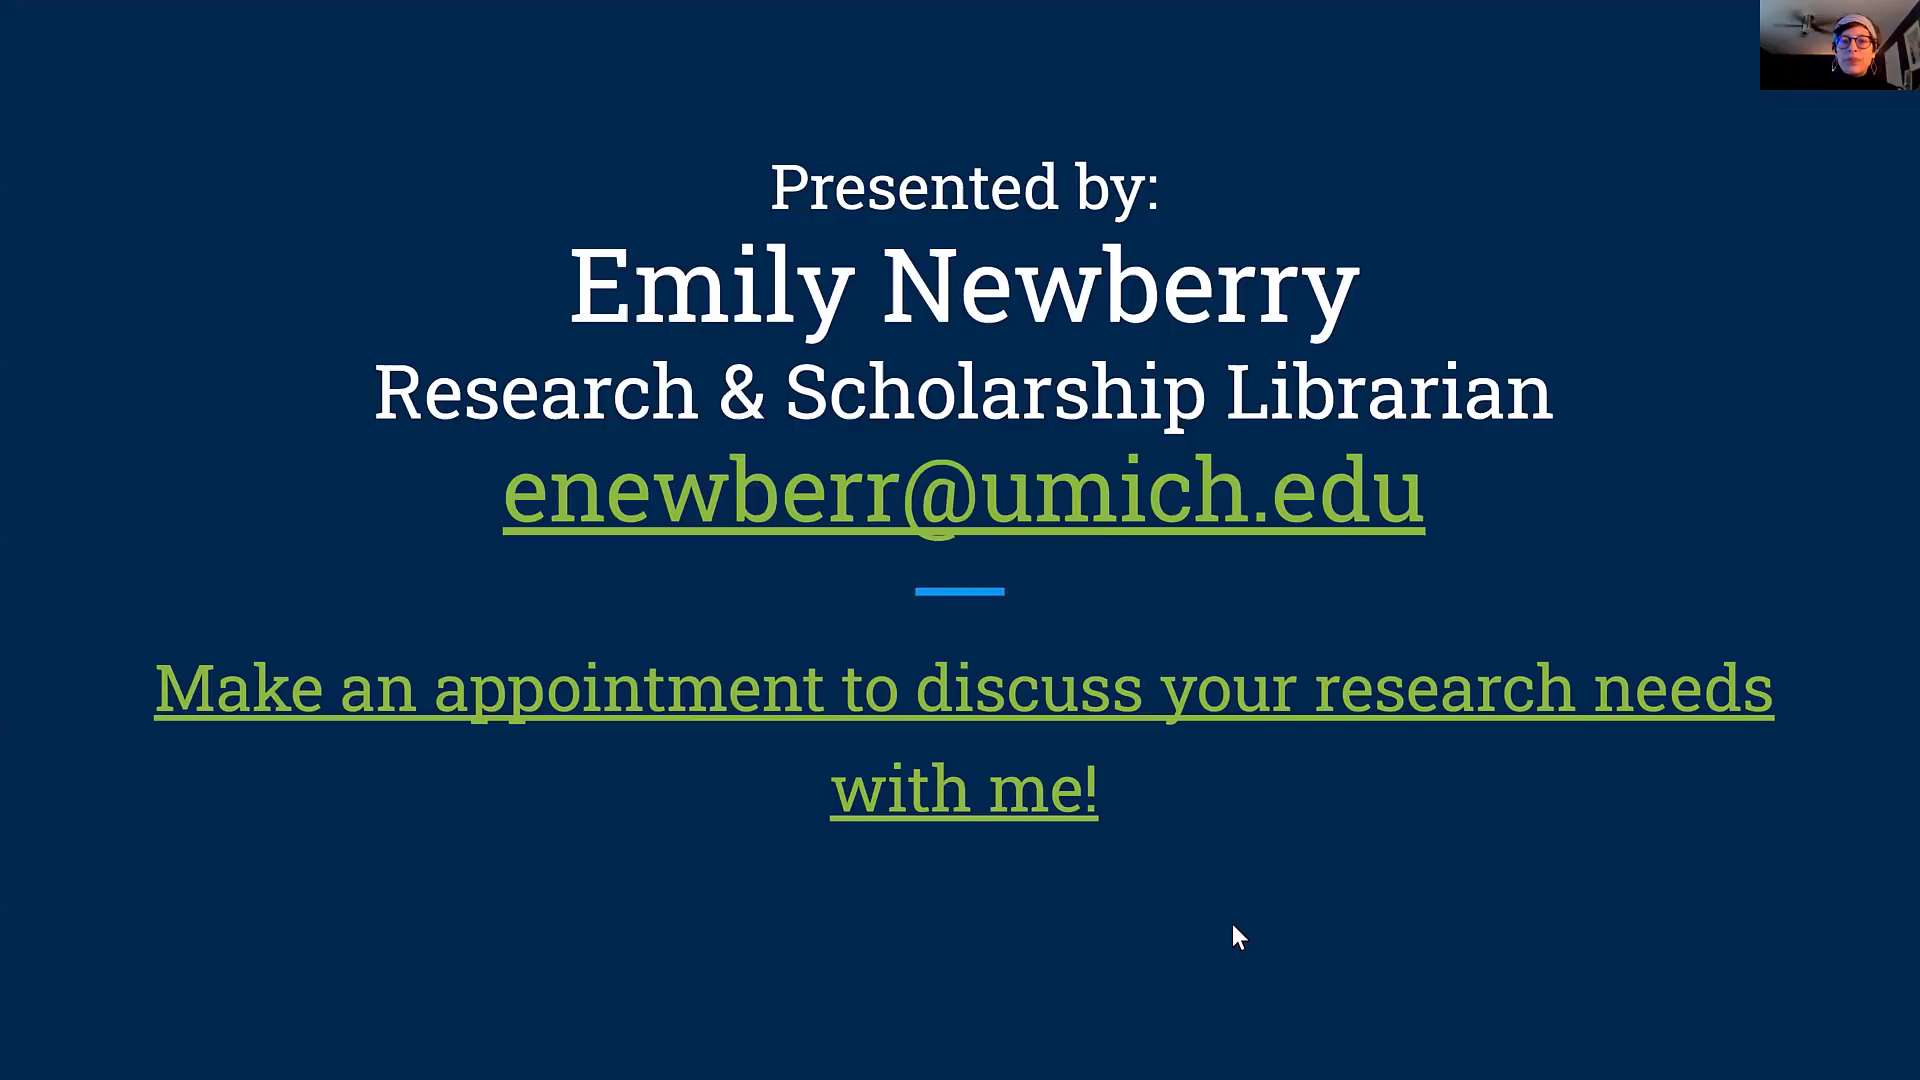 Presented by:
Emily Newberry
Research & Scholarship Librarian
enewberr@umich.edu
Make an appointment to discuss your research needs
with me!